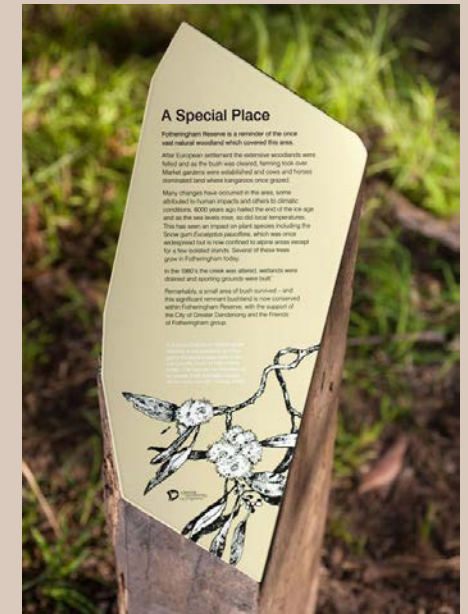 A Special Place
Fotheringham Reserve is a reminder of the once
vast natural woodland which covered this area.
After European settlement the extensive woodlands were
felled and as the bush was cleared, farming took over.
Market gardens were established and cows and horses
dominated land where kangaroos once grazed.
Many changes have occurred in the area, some
attributed to human impacts and others to climatic
conditions. 6000 years ago hailed the end of the ice age
and as the sea levels rose, so did local temperatures.
This has seen an impact on plant species including the
Snow gum Eucalyptus pauciflora, which was once
widespread but is now confined to alpine areas except
for a few isolated stands. Several of these trees
grow in Fotheringham today.
In the 1960's the creek was altered, wetlands were
drained and sporting grounds were built.
Remarkably, a small area of bush survived – and
this significant remnant bushland is now conserved
within Fotheringham Reserve, with the support of
the City of Greater Dandenong and the Friends
of Fotheringham group.